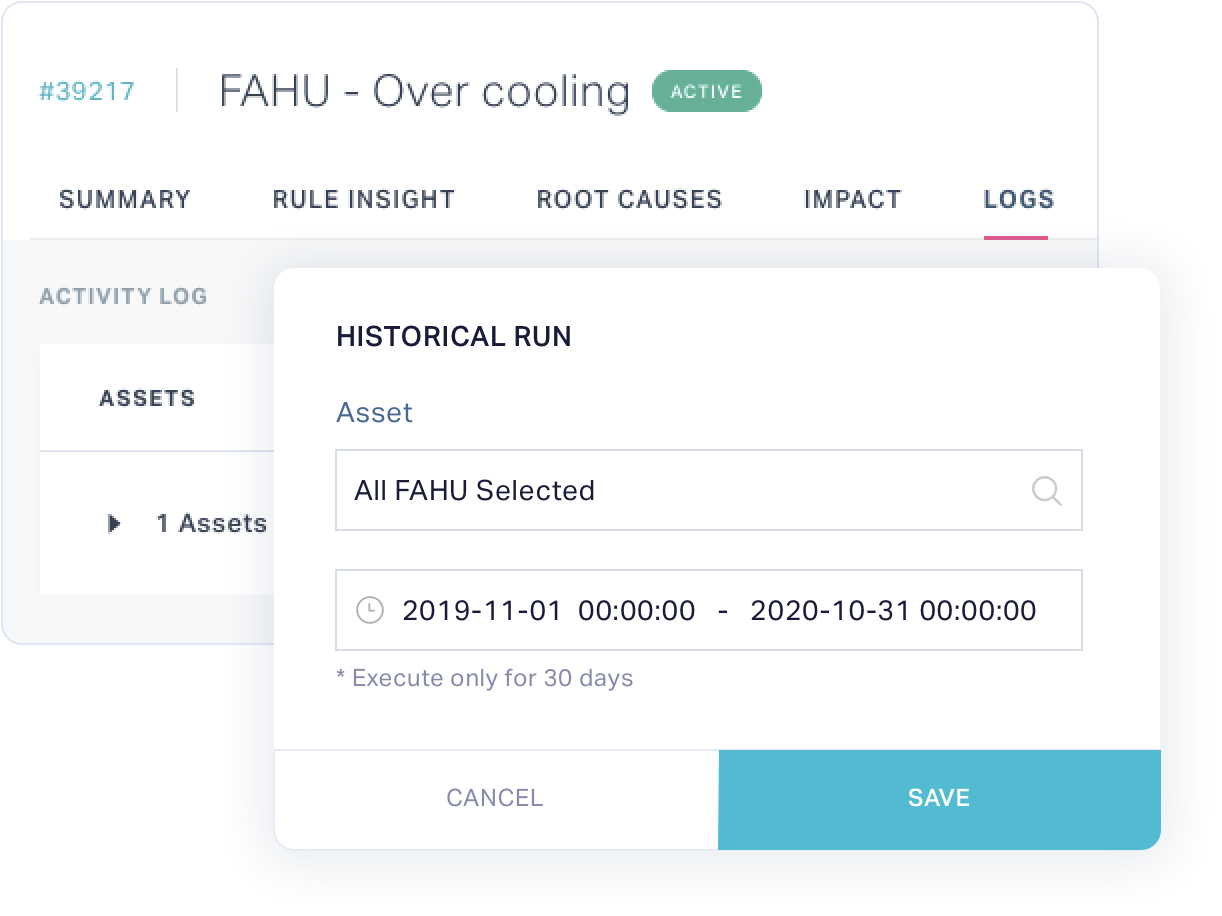 #39217 FAHU - Over cooling ACTIVE
SUMMARY RULE INSIGHT ROOT CAUSES IMPACT LOGS
ACTIVITY LOG
ASSETS
1 Assets
HISTORICAL RUN
Asset
All FAHU Selected
2019-11-01 00:00:00 - 2020-10-31 00:00:00
* Execute only for 30 days
CANCEL SAVE